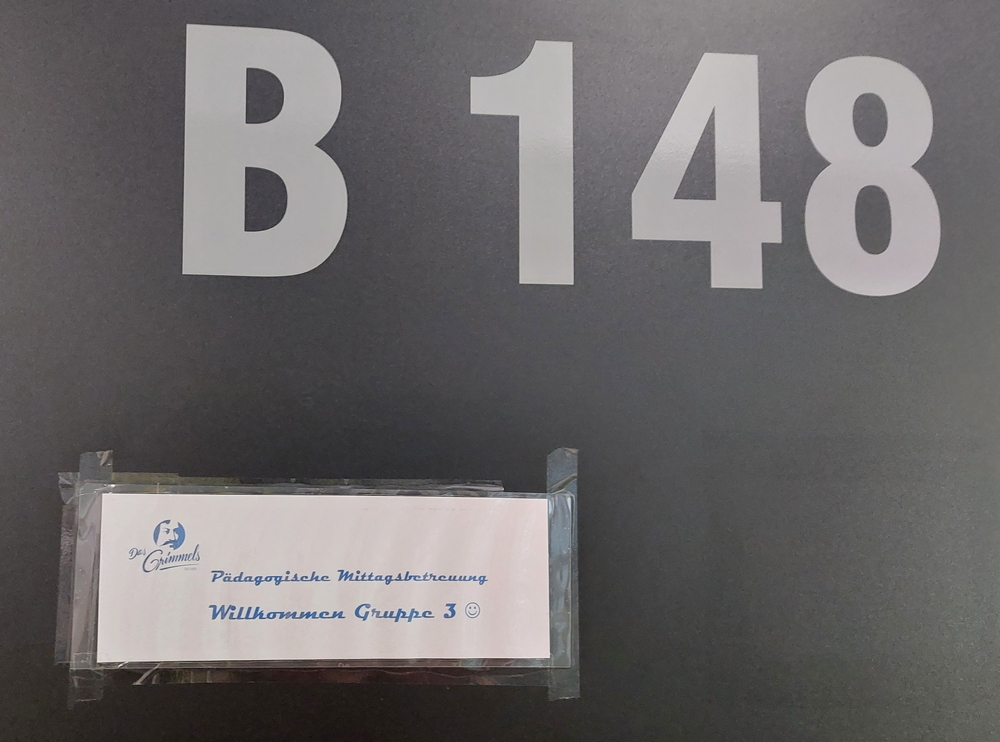 B 148
Das
Grimmels
Pädagogische Mittagsbetreuung
Willkommen Gruppe 3 ☺